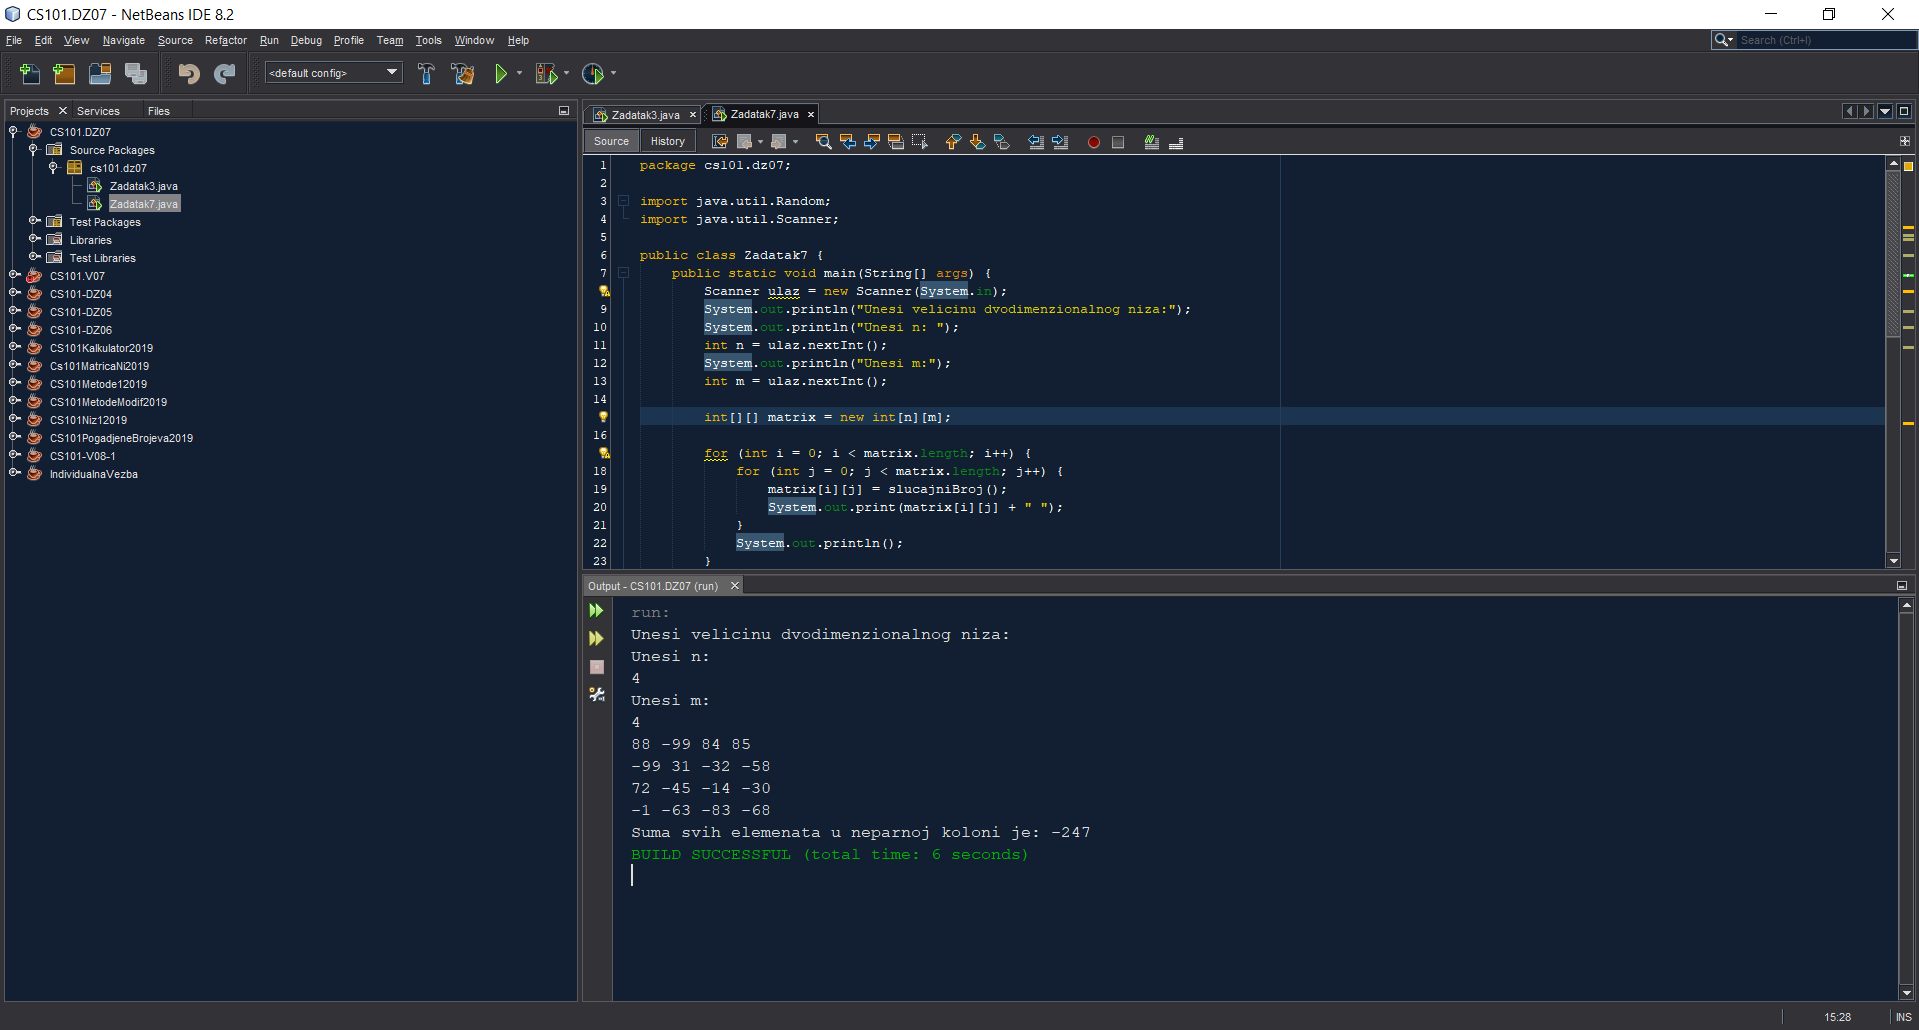 CS101.DZ07 - NetBeans IDE 8.2
File Edit View Navigate Source Refactor Run Debug Profile Team Tools Window Help
Search (Ctrl+I)
<default config>
Projects Services Files
CS101.DZ07
Source Packages
cs101.dz07
Zadatak3.java
Zadatak7.java
Test Packages
Libraries
Test Libraries
CS101.V07
CS101-DZ04
CS101-DZ05
CS101-DZ06
CS101Kalkulator2019
Cs101MatricaNi2019
CS101Metode12019
CS101MetodeModif2019
CS101Niz12019
CS101PogadjeneBrojeva2019
CS101-V08-1
IndividualnaVezba
Zadatak3.java Zadatak7.java
Source History
1 package cs101.dz07;
2
3 import java.util.Random;
4 import java.util.Scanner;
5
6 public class Zadatak7 {
7 public static void main(String[] args) {
Scanner ulaz = new Scanner(System.in);
9 System.out.println("Unesi velicinu dvodimenzionalnog niza:");
10 System.out.println("Unesi n: ");
11 int n = ulaz.nextInt();
12 System.out.println("Unesi m:");
13 int m = ulaz.nextInt();
14
int[][] matrix = new int[n][m];
16
for (int i = 0; i < matrix.length; i++) {
18 for (int j = 0; j < matrix.length; j++) {
19 matrix[i][j] = slucajniBroj();
20 System.out.print(matrix[i][j] + " ");
21 }
22 System.out.println();
23 }
Output - CS101.DZ07 (run)
run:
Unesi velicinu dvodimenzionalnog niza:
Unesi n:
4
Unesi m:
4
88 -99 84 85
-99 31 -32 -58
72 -45 -14 -30
-1 -63 -83 -68
Suma svih elemenata u neparnoj koloni je: -247
BUILD SUCCESSFUL (total time: 6 seconds)
15:28 INS